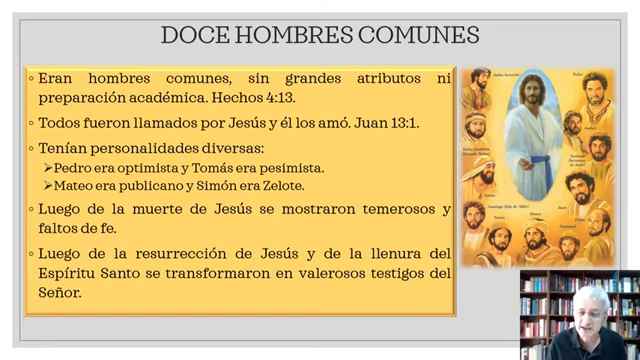 DOCE HOMBRES COMUNES
Eran hombres comunes, sin grandes atributos ni
preparación académica. Hechos 4:13.
Todos fueron llamados por Jesús y él los amó. Juan 13:1.
Tenían personalidades diversas:
Pedro era optimista y Tomás era pesimista.
Mateo era publicano y Simón era Zelote.
Luego de la muerte de Jesús se mostraron temerosos y
faltos de fe.
Luego de la resurrección de Jesús y de la llenura del
Espíritu Santo se transformaron en valerosos testigos del
Señor.
Judas Iscariote
Pedro